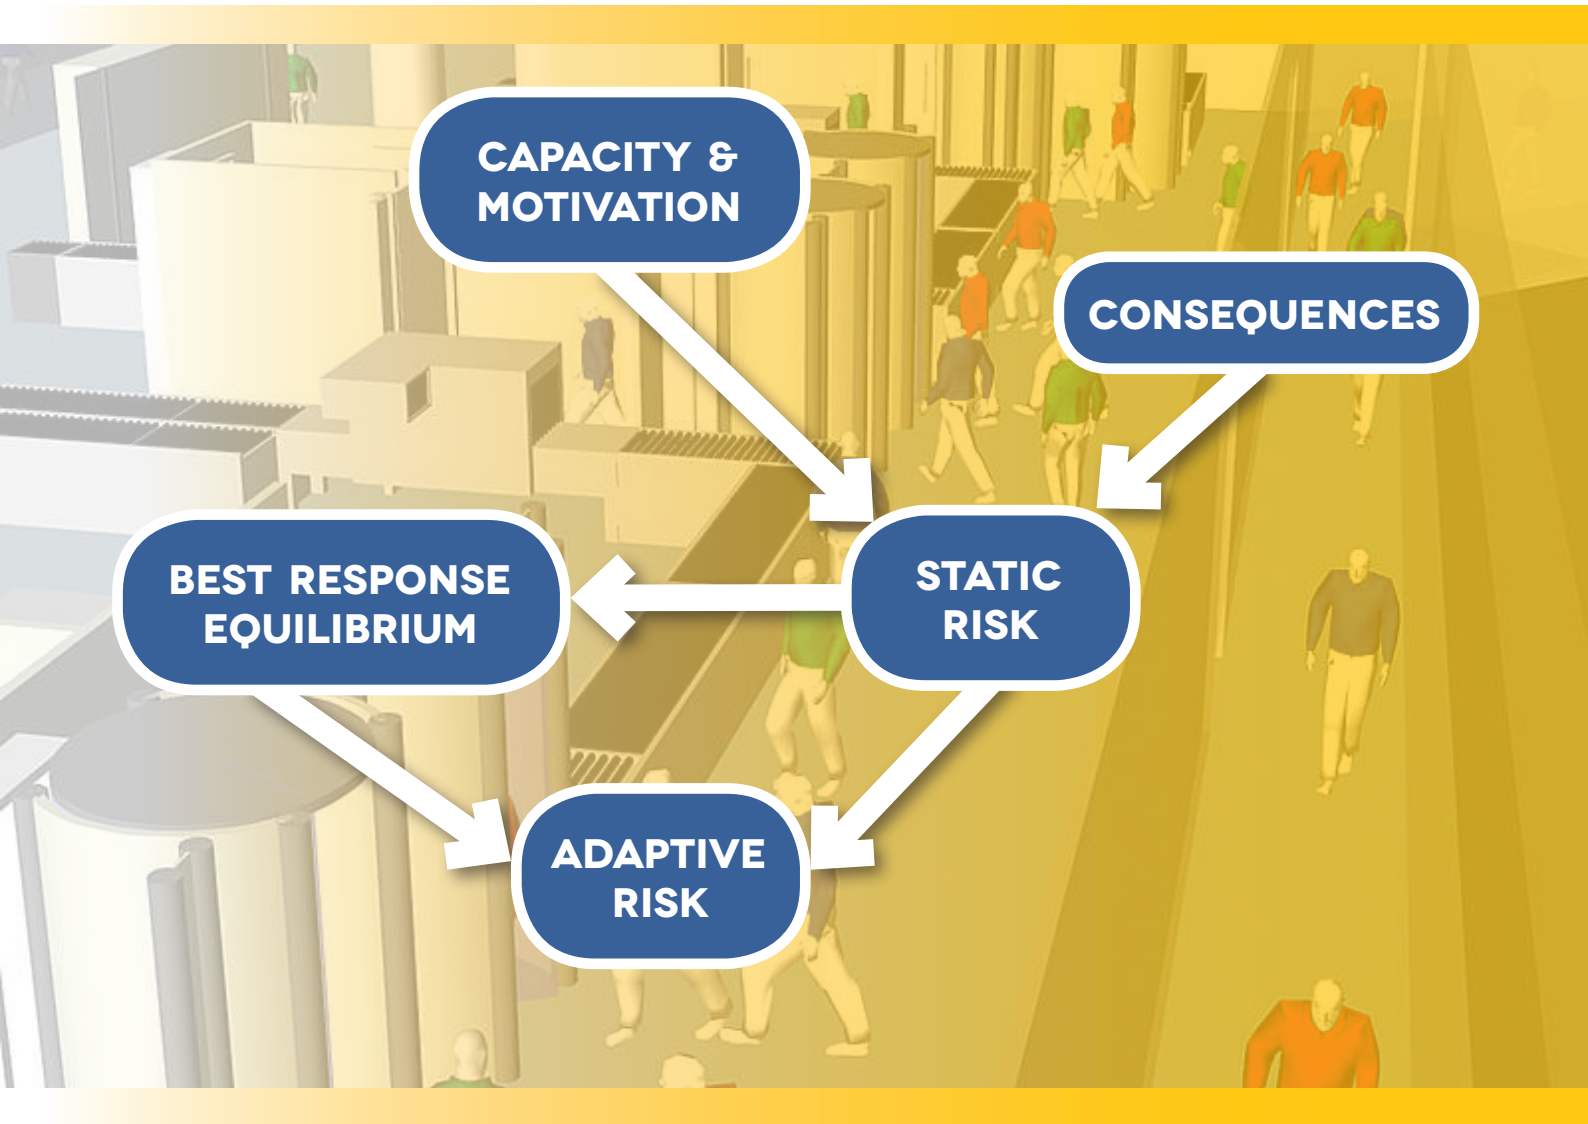 CAPACITY &
MOTIVATION
CONSEQUENCES
BEST RESPONSE
EQUILIBRIUM
STATIC
RISK
ADAPTIVE
RISK